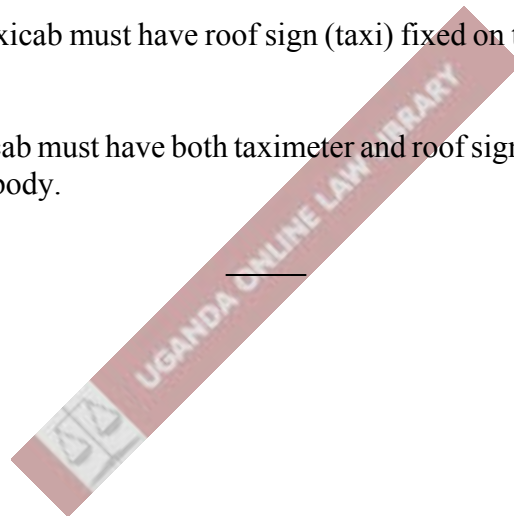 xicab must have roof sign (taxi) fixed on
cab must have both taximeter and roof sign
body.
UGANDA ONLINE LAW LIBRARY